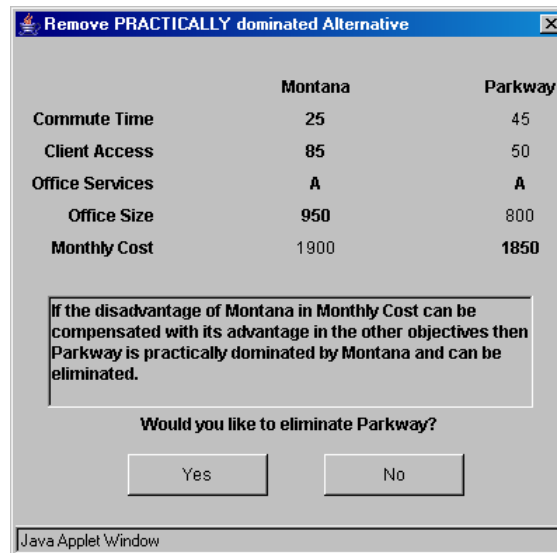 Remove PRACTICALLY dominated Alternative
Montana Parkway
Commute Time 25 45
Client Access 85 50
Office Services A A
Office Size 950 800
Monthly Cost 1900 1850
If the disadvantage of Montana in Monthly Cost can be
compensated with its advantage in the other objectives then
Parkway is practically dominated by Montana and can be
eliminated.
Would you like to eliminate Parkway?
Yes No
Java Applet Window